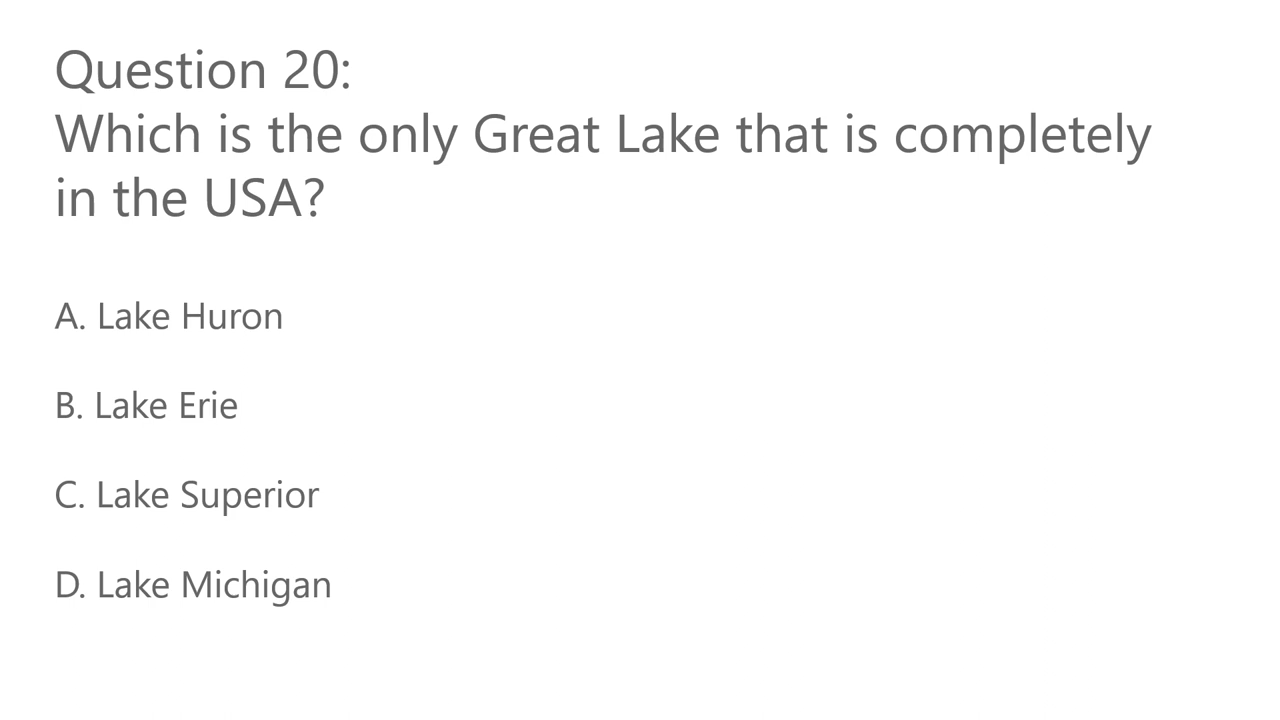 Question 20:
Which is the only Great Lake that is completely
in the USA?
A. Lake Huron
B. Lake Erie
C. Lake Superior
D. Lake Michigan